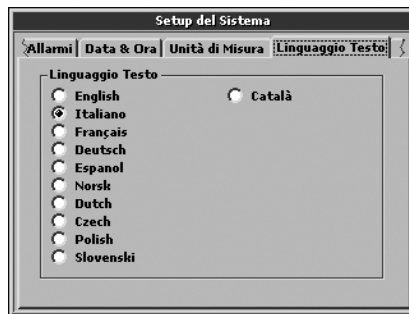 Setup del Sistema
Allarmi Data & Ora Unità di Misura Linguaggio Testo
Linguaggio Testo
English Català
Italiano
Français
Deutsch
Espanol
Norsk
Dutch
Czech
Polish
Slovenski